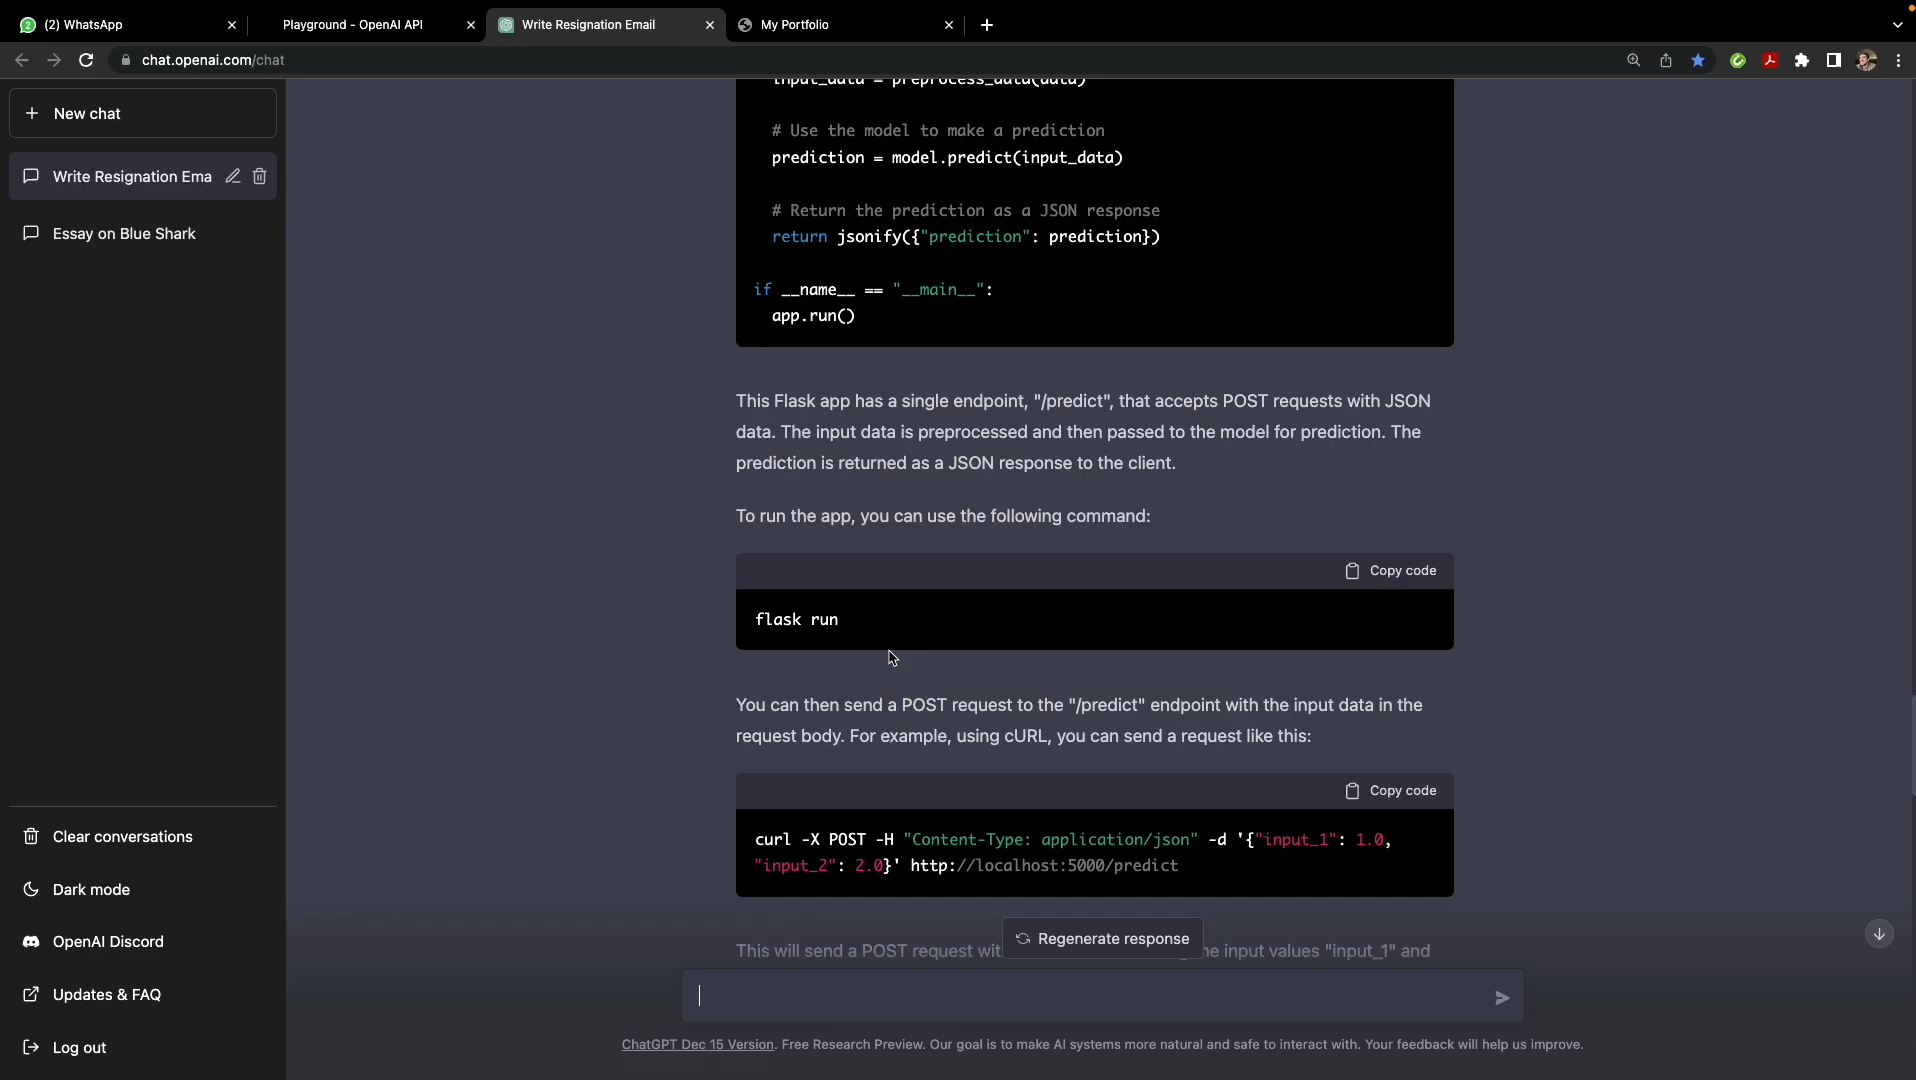 (2) WhatsApp
Playground - OpenAI API
Write Resignation Email
My Portfolio
chat.openai.com/chat
New chat
Write Resignation Ema
Essay on Blue Shark
Clear conversations
Dark mode
OpenAI Discord
Updates & FAQ
Log out
input_data = preprocess_data(data)
# Use the model to make a prediction
prediction = model.predict(input_data)
# Return the prediction as a JSON response
return jsonify({"prediction": prediction})
if __name__ == "__main__":
app.run()
This Flask app has a single endpoint, "/predict", that accepts POST requests with JSON
data. The input data is preprocessed and then passed to the model for prediction. The
prediction is returned as a JSON response to the client.
To run the app, you can use the following command:
Copy code
flask run
You can then send a POST request to the "/predict" endpoint with the input data in the
request body. For example, using cURL, you can send a request like this:
Copy code
curl -X POST -H "Content-Type: application/json" -d '{"input_1": 1.0,
"input_2": 2.0}' http://localhost:5000/predict
This will send a POST request wit he input values "input_1" and
Regenerate response
ChatGPT Dec 15 Version. Free Research Preview. Our goal is to make AI systems more natural and safe to interact with. Your feedback will help us improve.